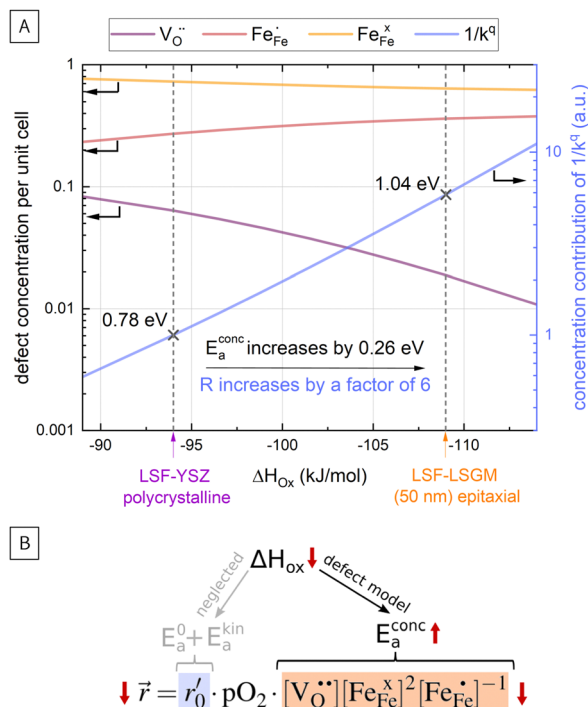 A
V_O^•• Fe_Fe^• Fe_Fe^x 1/k^q
defect concentration per unit cell
1
0.1
0.01
0.001
concentration contribution of 1/k^q (a.u.)
10
1
1.04 eV
0.78 eV
E_a^conc increases by 0.26 eV
R increases by a factor of 6
-90 -95 -100 -105 -110
ΔH_Ox (kJ/mol)
LSF-YSZ
polycrystalline
LSF-LSGM
(50 nm) epitaxial
B
ΔH_ox
neglected
defect model
E_a^0 + E_a^kin
E_a^conc
r⃗ = r′_0 · pO_2 · [V_O^••][Fe_Fe^x]^2[Fe_Fe^•]^-1